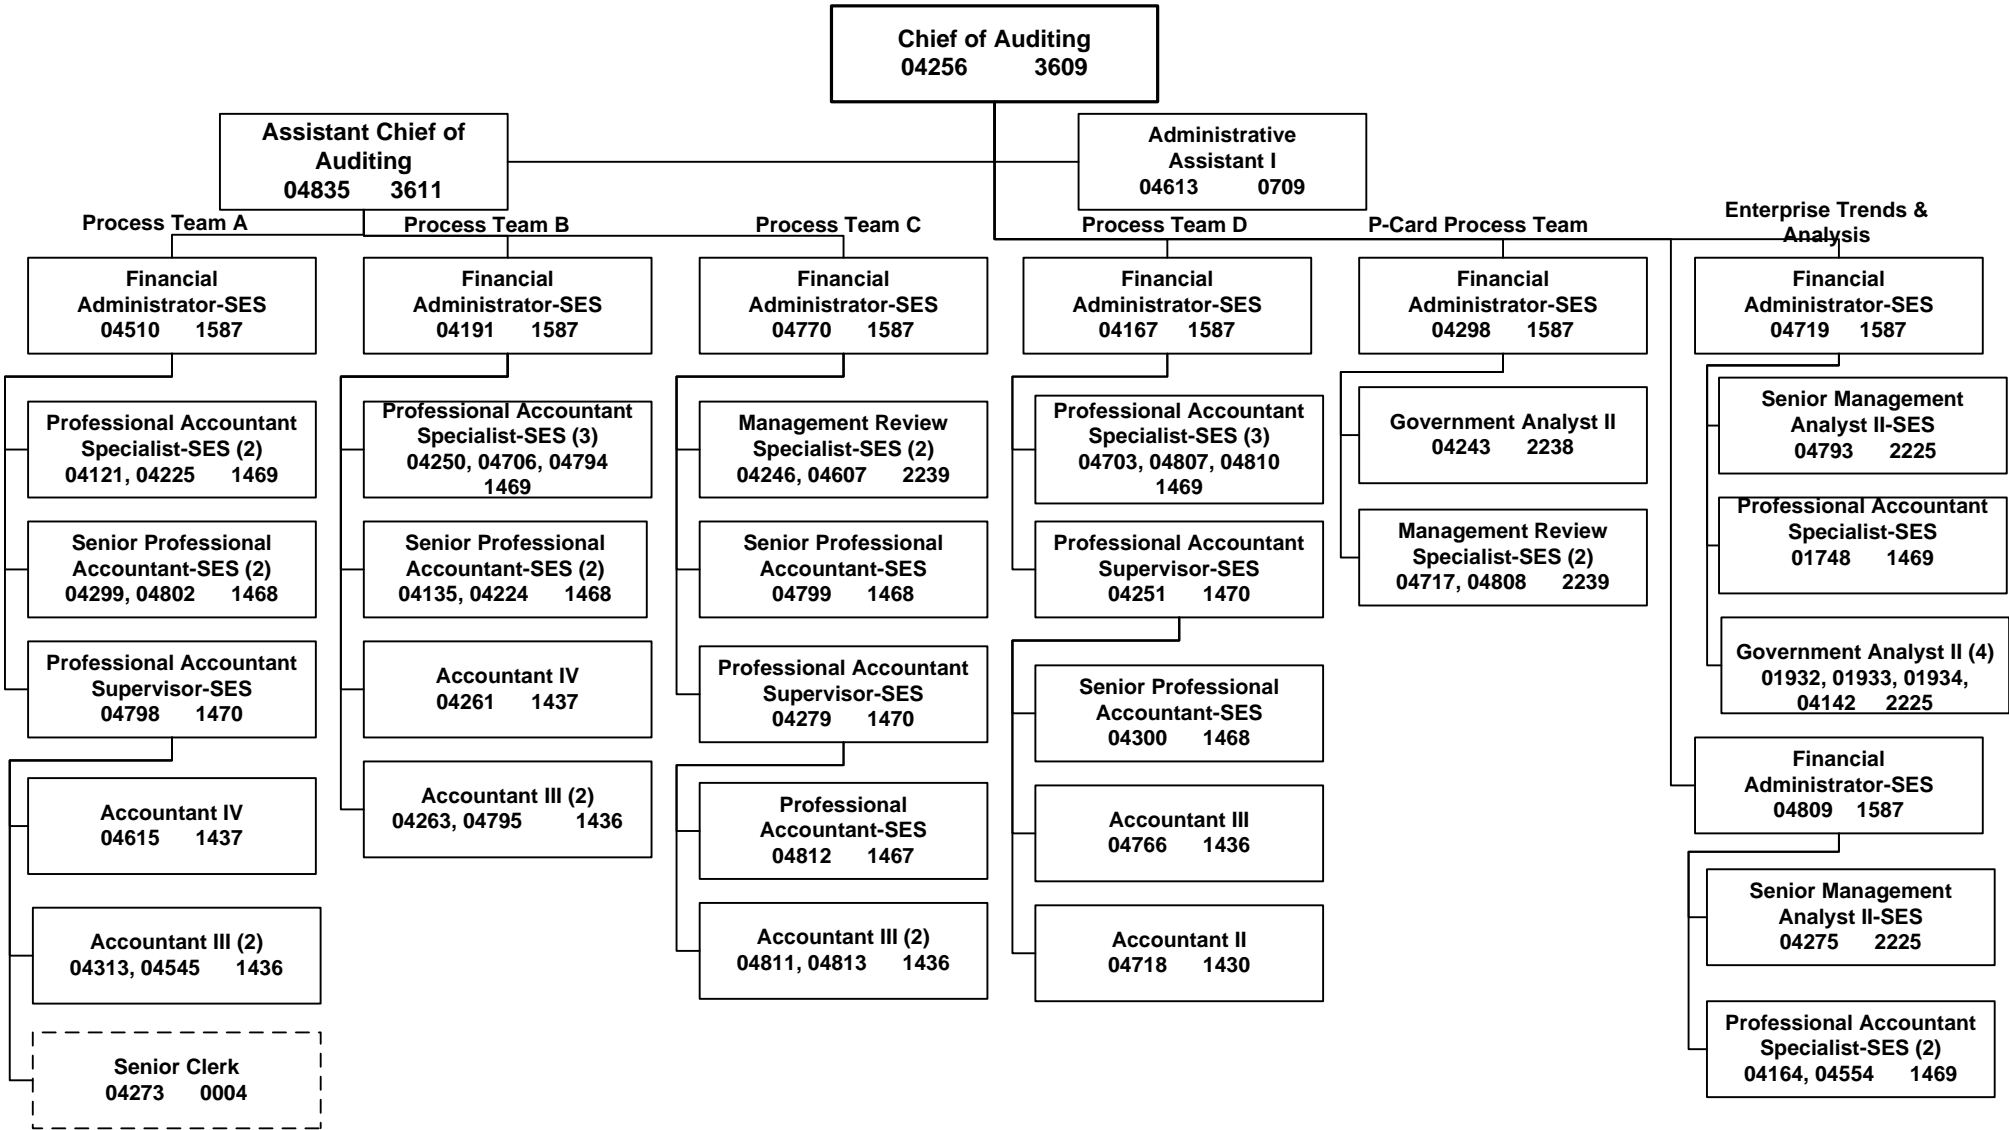 Chief of Auditing
04256 3609
Assistant Chief of
Auditing
04835 3611
Administrative
Assistant I
04613 0709
Process Team A
Financial
Administrator-SES
04510 1587
Professional Accountant
Specialist-SES (2)
04121, 04225 1469
Senior Professional
Accountant-SES (2)
04299, 04802 1468
Professional Accountant
Supervisor-SES
04798 1470
Accountant IV
04615 1437
Accountant III (2)
04313, 04545 1436
Senior Clerk
04273 0004
Process Team B
Financial
Administrator-SES
04191 1587
Professional Accountant
Specialist-SES (3)
04250, 04706, 04794
1469
Senior Professional
Accountant-SES (2)
04135, 04224 1468
Accountant IV
04261 1437
Accountant III (2)
04263, 04795 1436
Process Team C
Financial
Administrator-SES
04770 1587
Management Review
Specialist-SES (2)
04246, 04607 2239
Senior Professional
Accountant-SES
04799 1468
Professional Accountant
Supervisor-SES
04279 1470
Professional
Accountant-SES
04812 1467
Accountant III (2)
04811, 04813 1436
Process Team D
Financial
Administrator-SES
04167 1587
Professional Accountant
Specialist-SES (3)
04703, 04807, 04810
1469
Professional Accountant
Supervisor-SES
04251 1470
Senior Professional
Accountant-SES
04300 1468
Accountant III
04766 1436
Accountant II
04718 1430
P-Card Process Team
Financial
Administrator-SES
04298 1587
Government Analyst II
04243 2238
Management Review
Specialist-SES (2)
04717, 04808 2239
Enterprise Trends &
Analysis
Financial
Administrator-SES
04719 1587
Senior Management
Analyst II-SES
04793 2225
Professional Accountant
Specialist-SES
01748 1469
Government Analyst II (4)
01932, 01933, 01934,
04142 2225
Financial
Administrator-SES
04809 1587
Senior Management
Analyst II-SES
04275 2225
Professional Accountant
Specialist-SES (2)
04164, 04554 1469